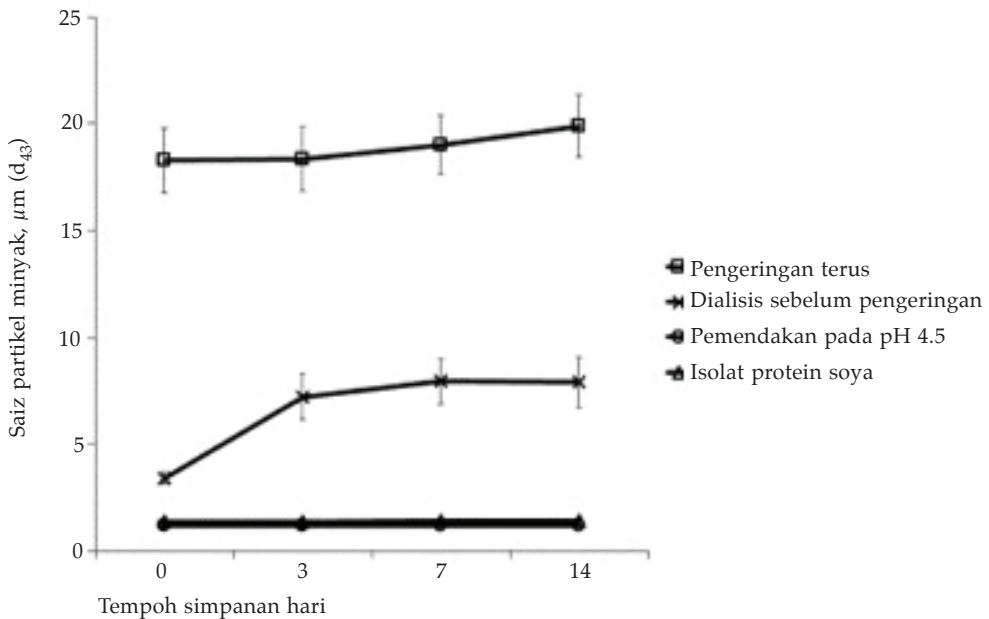 25
20
15
10
5
0
Saiz partikel minyak, µm (d43)
0 3 7 14
Tempoh simpanan hari
Pengeringan terus
Dialisis sebelum pengeringan
Pemendakan pada pH 4.5
Isolat protein soya